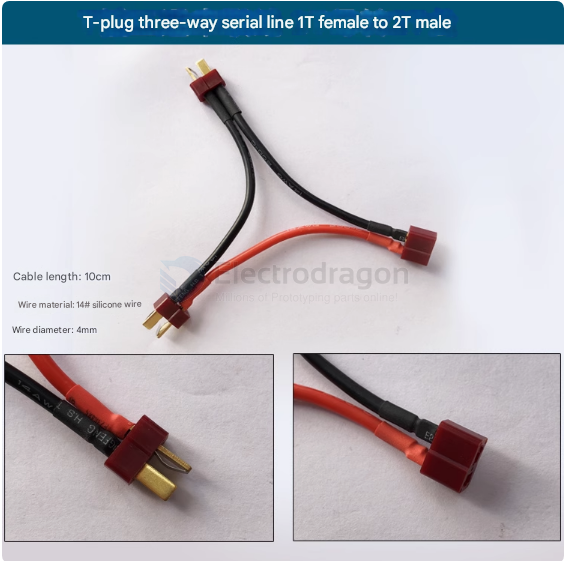 T-plug three-way serial line 1T female to 2T male
Electrodragon
Cable length: 10cm
Wire material: 14# silicone wire
Wire diameter: 4mm